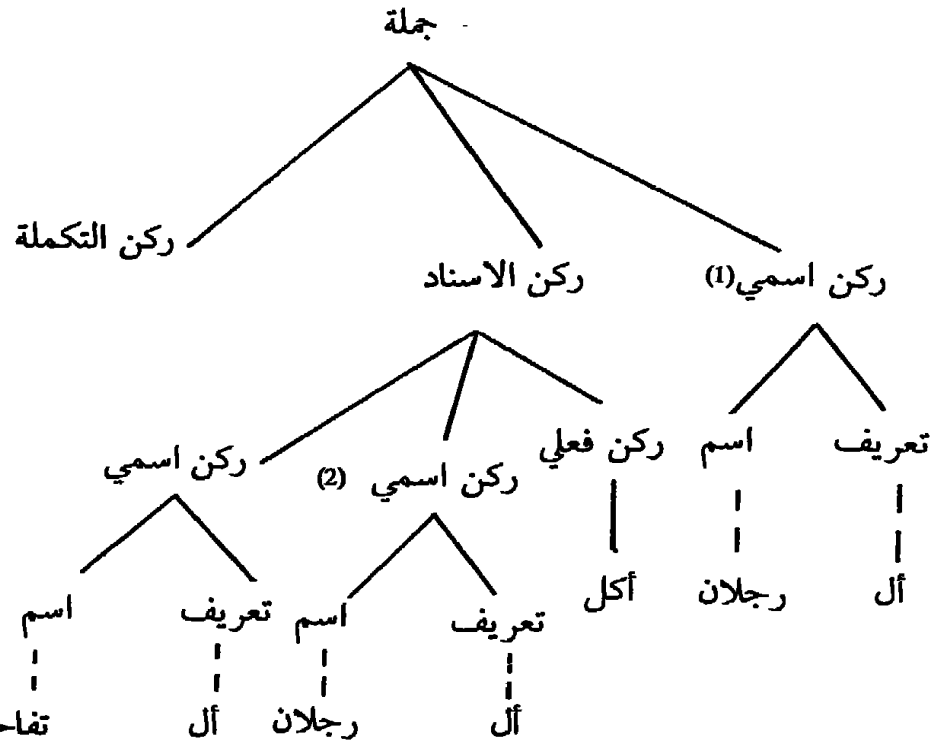 جملة
ركن اسمي(1) ركن الاسناد ركن التكملة
تعريف اسم ركن فعلي ركن اسمي (2) ركن اسمي
أل رجلان أكل تعريف اسم تعريف اسم
أل رجلان أل